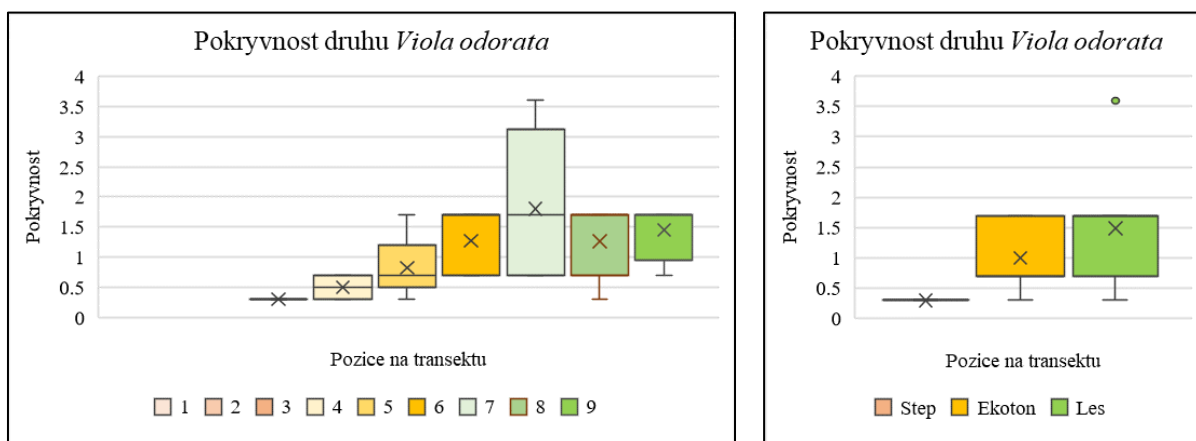 Pokryvnost druhu Viola odorata
Pokryvnost
4
3.5
3
2.5
2
1.5
1
0.5
0
Pozice na transektu
1 2 3 4 5 6 7 8 9
Pokryvnost druhu Viola odorata
Pokryvnost
4
3.5
3
2.5
2
1.5
1
0.5
0
Pozice na transektu
Step Ekoton Les